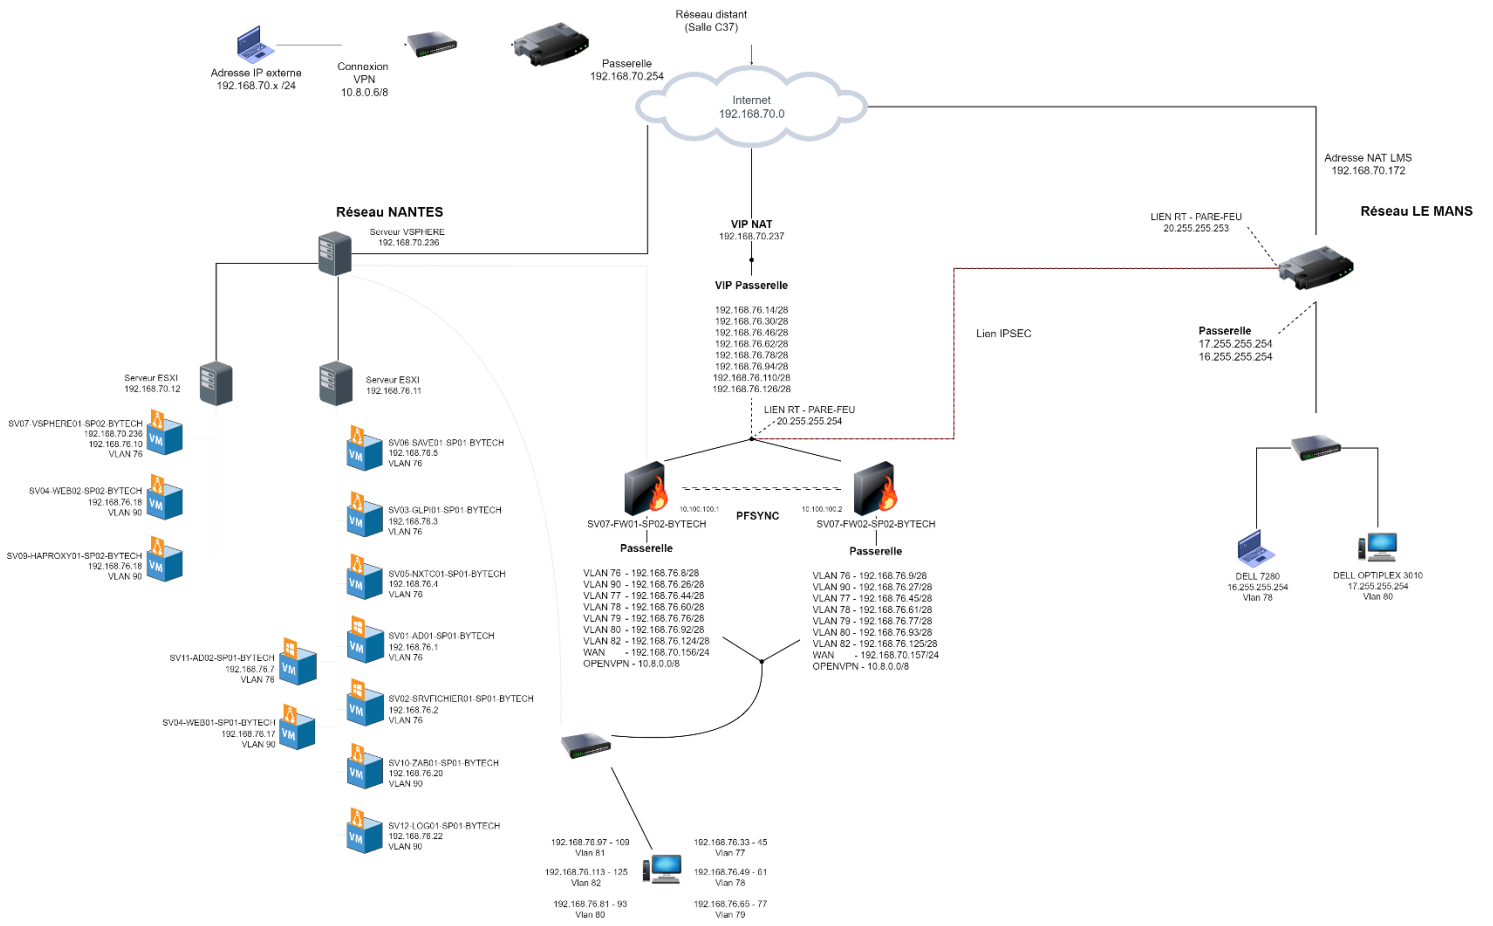 Réseau distant
(Salle C37)
Adresse IP externe
192.168.70.x /24
Connexion
VPN
10.8.0.6/8
Passerelle
192.168.70.254
Internet
192.168.70.0
Adresse NAT LMS
192.168.70.172
Réseau NANTES
Serveur VSPHERE
192.168.70.236
VIP NAT
192.168.70.237
LIEN RT - PARE-FEU
20.255.255.253
Réseau LE MANS
VIP Passerelle
192.168.76.14/28
192.168.76.30/28
192.168.76.46/28
192.168.76.62/28
192.168.76.78/28
192.168.76.94/28
192.168.76.110/28
192.168.76.126/28
Lien IPSEC
Passerelle
17.255.255.254
16.255.255.254
Serveur ESXI
192.168.70.12
Serveur ESXI
192.168.76.11
LIEN RT - PARE-FEU
20.255.255.254
SV07-VSPHERE01-SP02-BYTECH
192.168.70.236
192.168.76.10
VLAN 76
VM
SV04-WEB02-SP02-BYTECH
192.168.76.18
VLAN 90
VM
SV09-HAPROXY01-SP02-BYTECH
192.168.76.18
VLAN 90
VM
VM
SV06-SAVE01-SP01-BYTECH
192.168.76.5
VLAN 76
VM
SV03-GLPI01-SP01-BYTECH
192.168.76.3
VLAN 76
VM
SV05-NXTC01-SP01-BYTECH
192.168.76.4
VLAN 76
VM
SV01-AD01-SP01-BYTECH
192.168.76.1
VLAN 76
SV11-AD02-SP01-BYTECH
192.168.76.7
VLAN 76
VM
VM
SV02-SRVFICHIER01-SP01-BYTECH
192.168.76.2
VLAN 76
SV04-WEB01-SP01-BYTECH
192.168.76.17
VLAN 90
VM
VM
SV10-ZAB01-SP01-BYTECH
192.168.76.20
VLAN 90
VM
SV12-LOG01-SP01-BYTECH
192.168.76.22
VLAN 90
10.100.100.1
PFSYNC
10.100.100.2
SV07-FW01-SP02-BYTECH
SV07-FW02-SP02-BYTECH
Passerelle
VLAN 76 - 192.168.76.8/28
VLAN 90 - 192.168.76.26/28
VLAN 77 - 192.168.76.44/28
VLAN 78 - 192.168.76.60/28
VLAN 79 - 192.168.76.76/28
VLAN 80 - 192.168.76.92/28
VLAN 82 - 192.168.76.124/28
WAN - 192.168.70.156/24
OPENVPN - 10.8.0.0/8
Passerelle
VLAN 76 - 192.168.76.9/28
VLAN 90 - 192.168.76.27/28
VLAN 77 - 192.168.76.45/28
VLAN 78 - 192.168.76.61/28
VLAN 79 - 192.168.76.77/28
VLAN 80 - 192.168.76.93/28
VLAN 82 - 192.168.76.125/28
WAN - 192.168.70.157/24
OPENVPN - 10.8.0.0/8
DELL 7280
16.255.255.254
Vlan 78
DELL OPTIPLEX 3010
17.255.255.254
Vlan 80
192.168.76.97 - 109
Vlan 81
192.168.76.113 - 125
Vlan 82
192.168.76.81 - 93
Vlan 80
192.168.76.33 - 45
Vlan 77
192.168.76.49 - 61
Vlan 78
192.168.76.65 - 77
Vlan 79